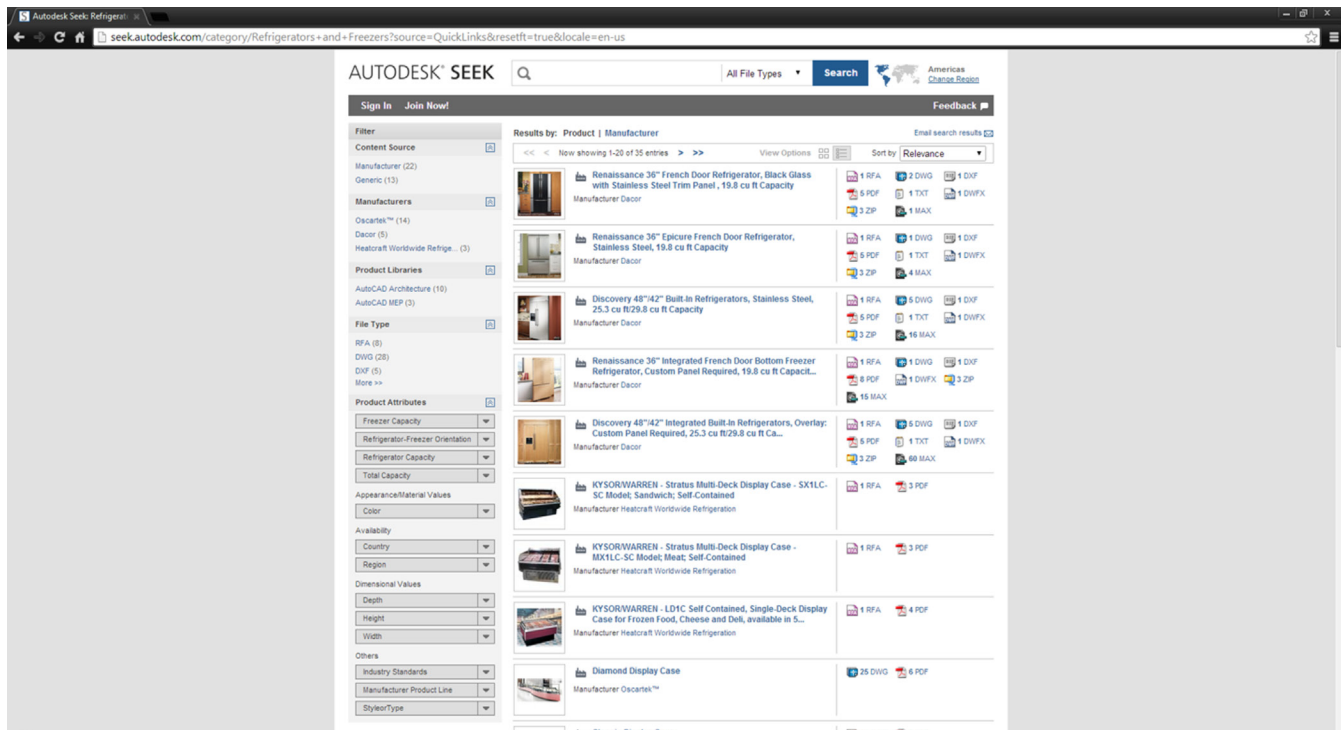 Autodesk Seek: Refrigerato
seek.autodesk.com/category/Refrigerators+and+Freezers?source=QuickLinks&resetft=true&locale=en-us
AUTODESK® SEEK
All File Types
Search
Americas
Change Region
Sign In Join Now!
Feedback
Filter
Content Source
Manufacturer (22)
Generic (13)
Manufacturers
Oscartek™ (14)
Dacor (5)
Heatcraft Worldwide Refrige... (3)
Product Libraries
AutoCAD Architecture (10)
AutoCAD MEP (3)
File Type
RFA (8)
DWG (28)
DXF (5)
More >>
Product Attributes
Freezer Capacity
Refrigerator-Freezer Orientation
Refrigerator Capacity
Total Capacity
Appearance/Material Values
Color
Availability
Country
Region
Dimensional Values
Depth
Height
Width
Others
Industry Standards
Manufacturer Product Line
StyleorType
Results by: Product | Manufacturer
Email search results
<< < Now showing 1-20 of 35 entries > >>
View Options
Sort by Relevance
Renaissance 36" French Door Refrigerator, Black Glass
with Stainless Steel Trim Panel , 19.8 cu ft Capacity
Manufacturer Dacor
1 RFA 2 DWG 1 DXF
5 PDF 1 TXT 1 DWFX
3 ZIP 1 MAX
Renaissance 36" Epicure French Door Refrigerator,
Stainless Steel, 19.8 cu ft Capacity
Manufacturer Dacor
1 RFA 1 DWG 1 DXF
5 PDF 1 TXT 1 DWFX
3 ZIP 4 MAX
Discovery 48"/42" Built-In Refrigerators, Stainless Steel,
25.3 cu ft/29.8 cu ft Capacity
Manufacturer Dacor
1 RFA 5 DWG 1 DXF
5 PDF 1 TXT 1 DWFX
3 ZIP 16 MAX
Renaissance 36" Integrated French Door Bottom Freezer
Refrigerator, Custom Panel Required, 19.8 cu ft Capacit...
Manufacturer Dacor
1 RFA 1 DWG 1 DXF
8 PDF 1 DWFX 3 ZIP
15 MAX
Discovery 48"/42" Integrated Built-In Refrigerators, Overlay:
Custom Panel Required, 25.3 cu ft/29.8 cu ft Ca...
Manufacturer Dacor
1 RFA 5 DWG 1 DXF
5 PDF 1 TXT 1 DWFX
3 ZIP 60 MAX
KYSOR/WARREN - Stratus Multi-Deck Display Case - SX1LC-
SC Model; Sandwich; Self-Contained
Manufacturer Heatcraft Worldwide Refrigeration
1 RFA 3 PDF
KYSOR/WARREN - Stratus Multi-Deck Display Case -
MX1LC-SC Model; Meat; Self-Contained
Manufacturer Heatcraft Worldwide Refrigeration
1 RFA 3 PDF
KYSOR/WARREN - LD1C Self Contained, Single-Deck Display
Case for Frozen Food, Cheese and Deli, available in 5...
Manufacturer Heatcraft Worldwide Refrigeration
1 RFA 4 PDF
Diamond Display Case
Manufacturer Oscartek™
25 DWG 6 PDF